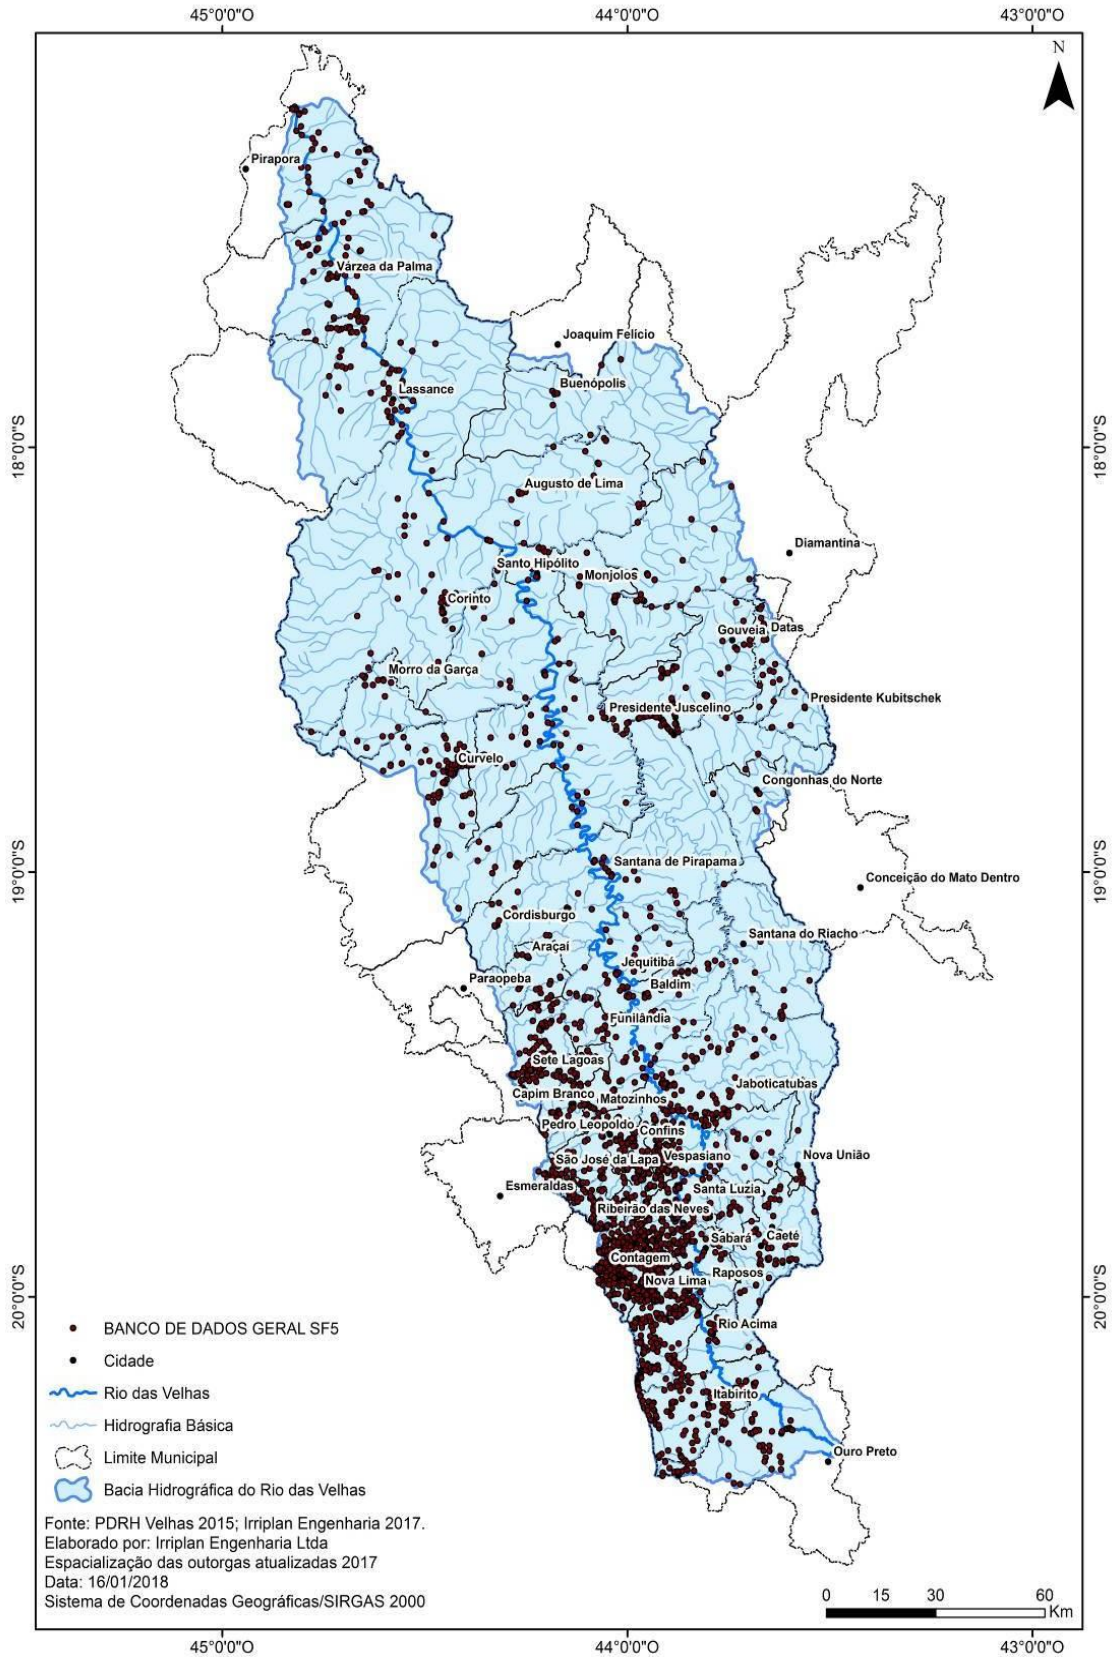 45°0'0"O 44°0'0"O 43°0'0"O
N
Pirapora
Várzea da Palma
Joaquim Felício
Buenópolis
Lassance
18°0'0"S 18°0'0"S
Augusto de Lima
Diamantina
Santo Hipólito
Monjolos
Corinto
Gouveia Datas
Morro da Garça
Presidente Kubitschek
Presidente Juscelino
Curvelo
Congonhas do Norte
Santana de Pirapama
19°0'0"S 19°0'0"S
Conceição do Mato Dentro
Cordisburgo
Santana do Riacho
Araçaí
Jequitibá
Paraopeba
Baldim
Funilândia
Sete Lagoas
Jaboticatubas
Capim Branco
Matozinhos
Pedro Leopoldo
Confins
São José da Lapa
Vespasiano
Nova União
Esmeraldas
Santa Luzia
Ribeirão das Neves
Sabará
Caeté
Contagem
Raposos
Nova Lima
20°0'0"S 20°0'0"S
Rio Acima
Itabirito
Ouro Preto
BANCO DE DADOS GERAL SF5
Cidade
Rio das Velhas
Hidrografia Básica
Limite Municipal
Bacia Hidrográfica do Rio das Velhas
Fonte: PDRH Velhas 2015; Irriplan Engenharia 2017.
Elaborado por: Irriplan Engenharia Ltda
Espacialização das outorgas atualizadas 2017
Data: 16/01/2018
Sistema de Coordenadas Geográficas/SIRGAS 2000
0 15 30 60
Km
45°0'0"O 44°0'0"O 43°0'0"O